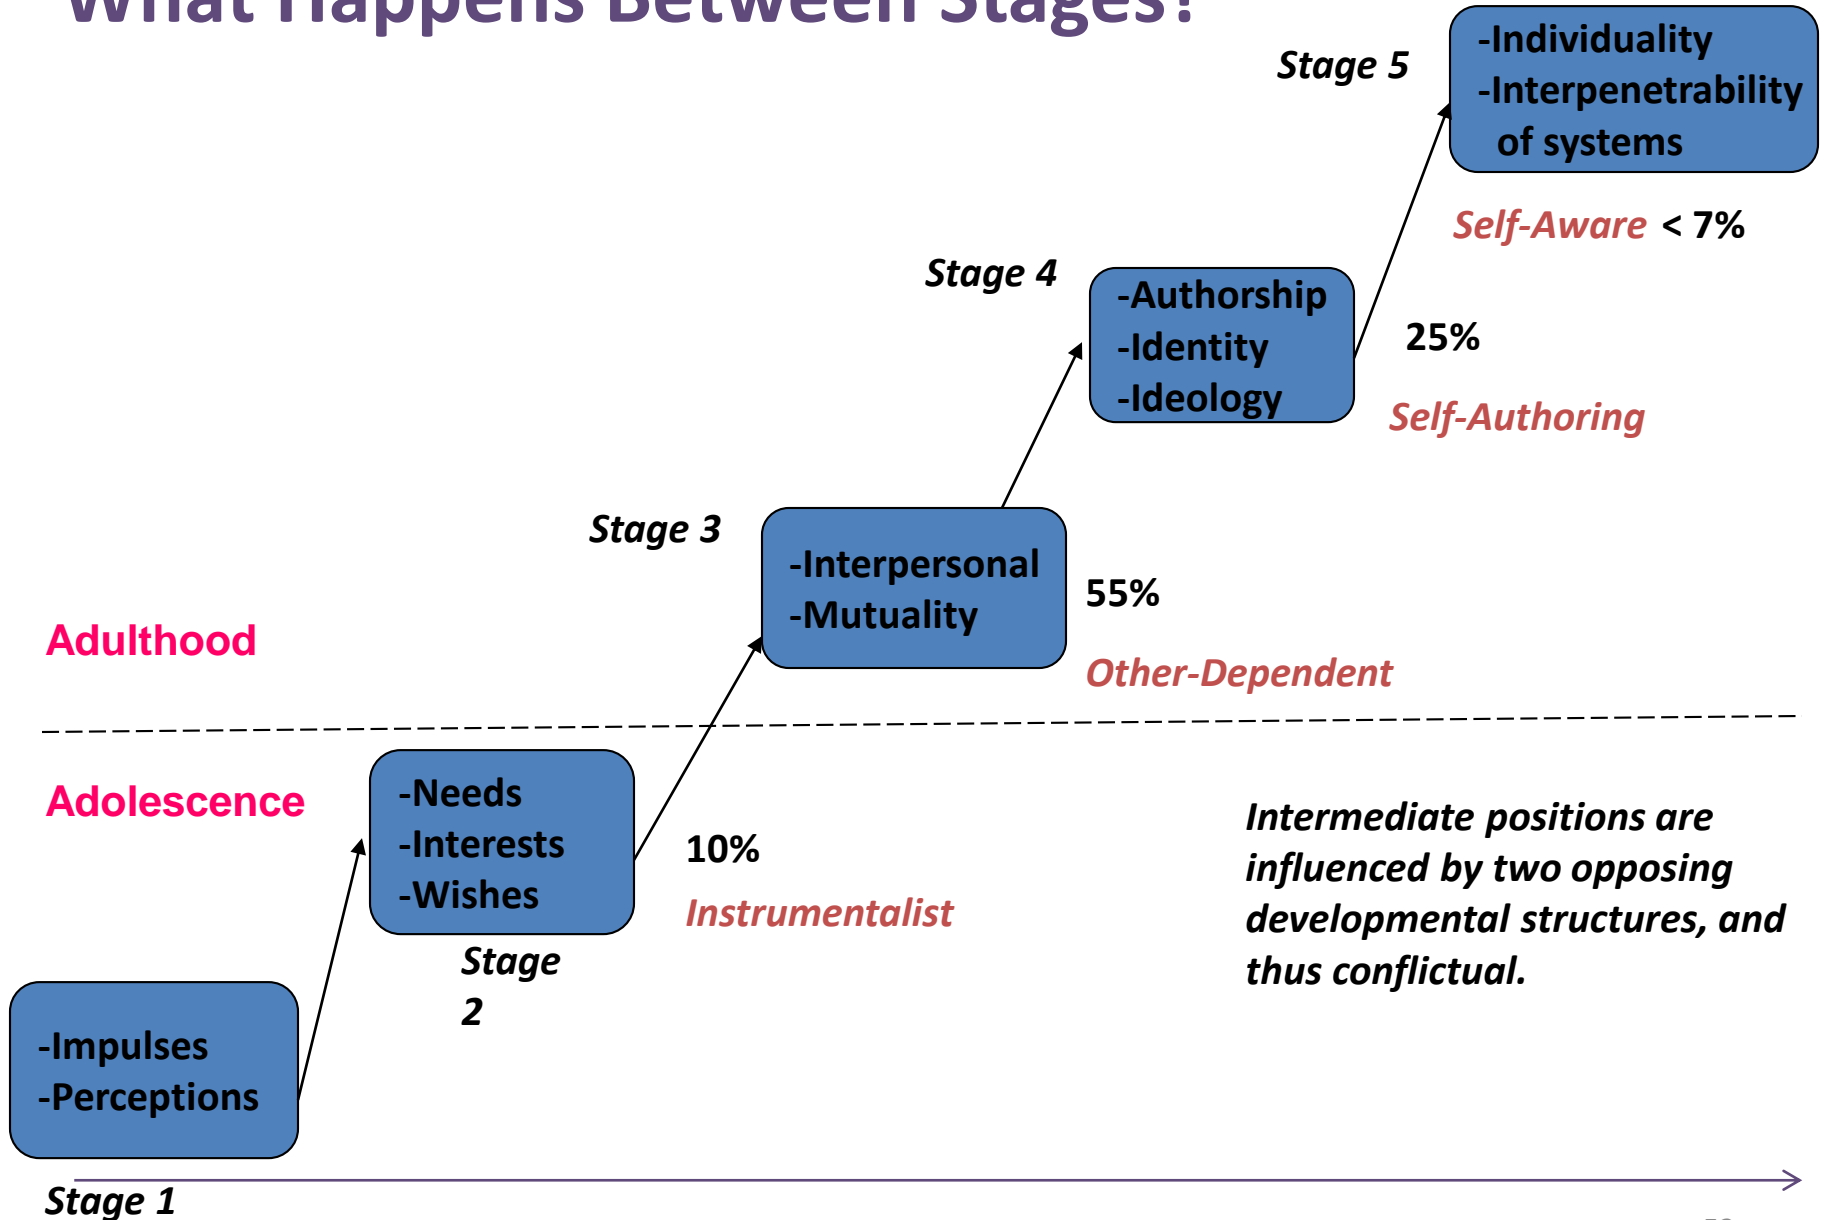 What Happens Between Stages?
Stage 5
-Individuality
-Interpenetrability
of systems
Self-Aware < 7%
Stage 4
-Authorship
-Identity
-Ideology
25%
Self-Authoring
Stage 3
-Interpersonal
-Mutuality
55%
Other-Dependent
Adulthood
Adolescence
-Needs
-Interests
-Wishes
Stage
2
10%
Instrumentalist
Intermediate positions are
influenced by two opposing
developmental structures, and
thus conflictual.
-Impulses
-Perceptions
Stage 1